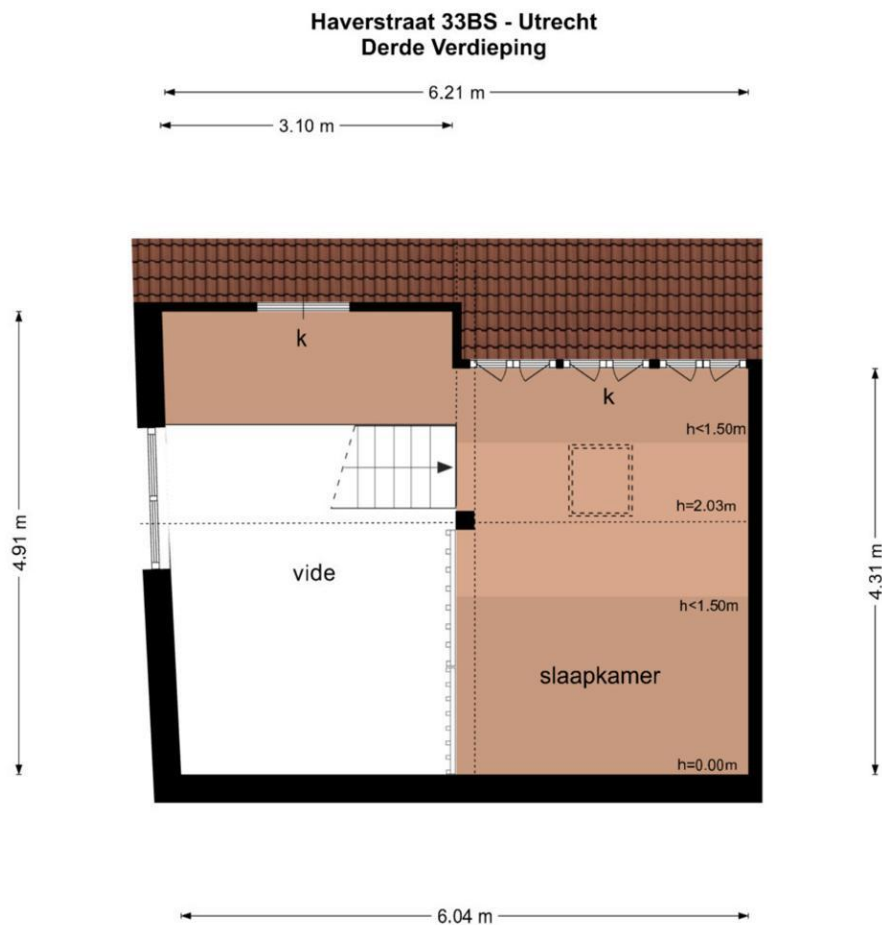 Haverstraat 33BS - Utrecht
Derde Verdieping
6.21 m
3.10 m
k
k
h<1.50m
h=2.03m
4.91 m
4.31 m
vide
h<1.50m
slaapkamer
h=0.00m
6.04 m